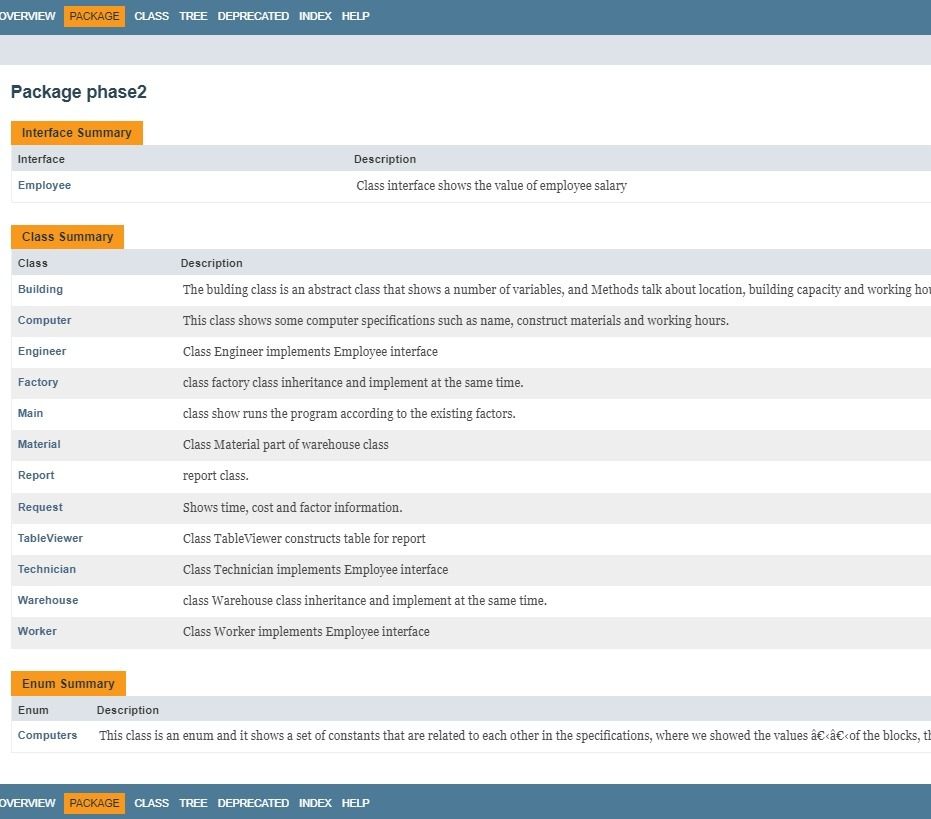 OVERVIEW PACKAGE CLASS TREE DEPRECATED INDEX HELP
Package phase2
Interface Summary
Interface Description
Employee Class interface shows the value of employee salary
Class Summary
Class Description
Building The bulding class is an abstract class that shows a number of variables, and Methods talk about location, building capacity and working
Computer This class shows some computer specifications such as name, construct materials and working hours.
Engineer Class Engineer implements Employee interface
Factory class factory class inheritance and implement at the same time.
Main class show runs the program according to the existing factors.
Material Class Material part of warehouse class
Report report class.
Request Shows time, cost and factor information.
TableViewer Class TableViewer constructs table for report
Technician Class Technician implements Employee interface
Warehouse class Warehouse class inheritance and implement at the same time.
Worker Class Worker implements Employee interface
Enum Summary
Enum Description
Computers This class is an enum and it shows a set of constants that are related to each other in the specifications, where we showed the values â€‹â€‹of the blocks,
OVERVIEW PACKAGE CLASS TREE DEPRECATED INDEX HELP